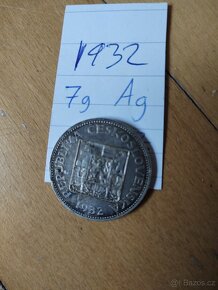 1932
7g Ag
REPUBLIKA ČESKOSLOVENSKÁ
1932
Bazos.cz